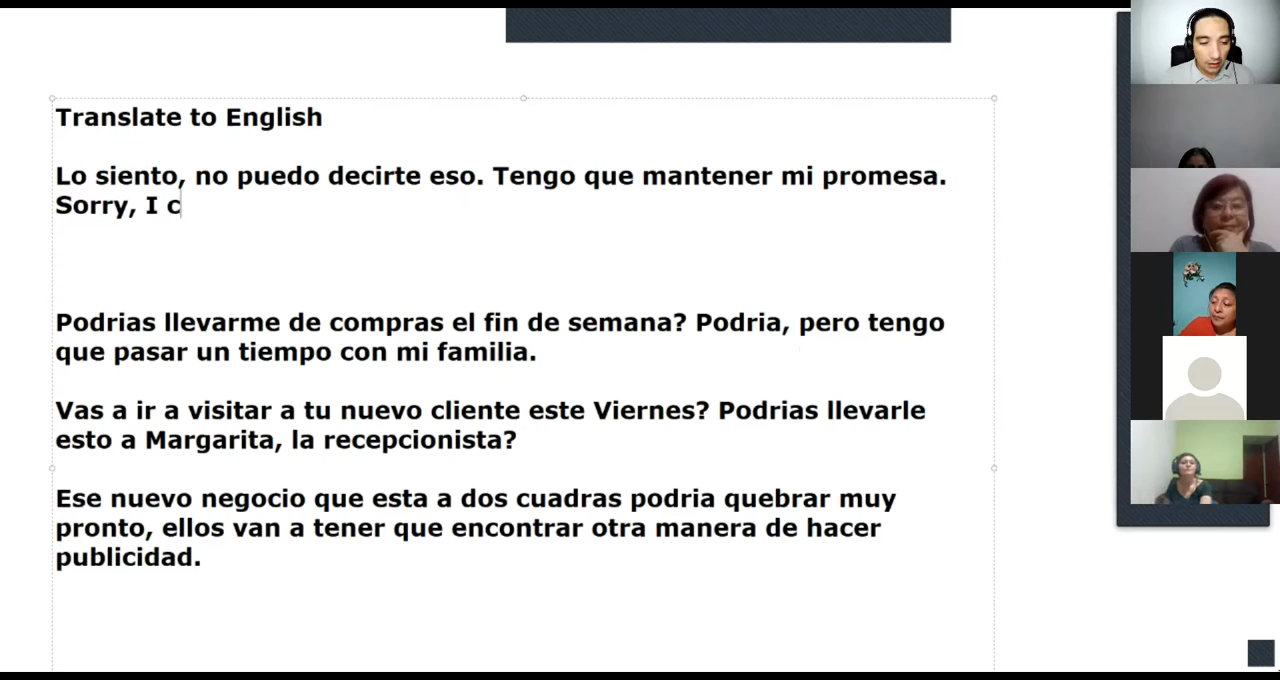 Translate to English
Lo siento, no puedo decirte eso. Tengo que mantener mi promesa.
Sorry, I c
Podrias llevarme de compras el fin de semana? Podria, pero tengo
que pasar un tiempo con mi familia.
Vas a ir a visitar a tu nuevo cliente este Viernes? Podrias llevarle
esto a Margarita, la recepcionista?
Ese nuevo negocio que esta a dos cuadras podria quebrar muy
pronto, ellos van a tener que encontrar otra manera de hacer
publicidad.